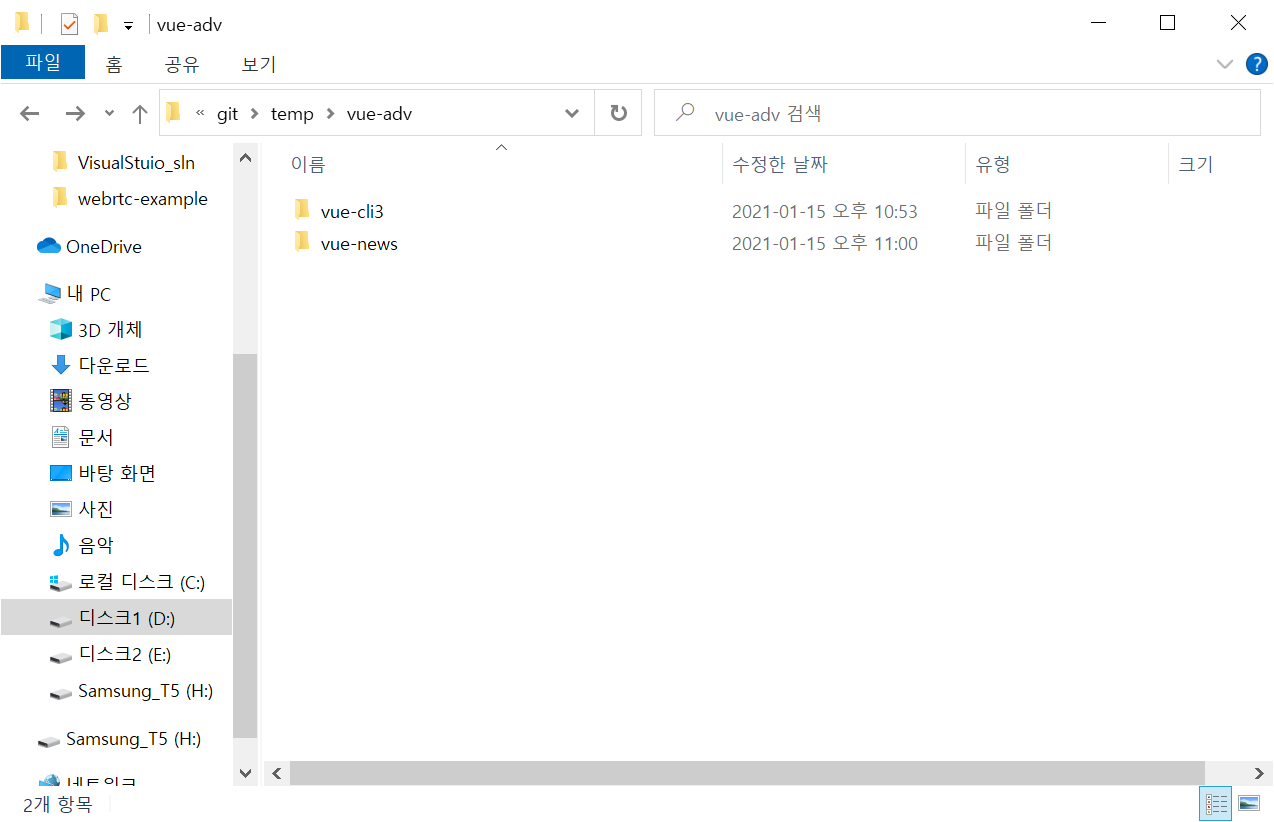 vue-adv
파일 홈 공유 보기
« git > temp > vue-adv
vue-adv 검색
이름 수정한 날짜 유형 크기
vue-cli3 2021-01-15 오후 10:53 파일 폴더
vue-news 2021-01-15 오후 11:00 파일 폴더
VisualStuio_sln
webrtc-example
OneDrive
내 PC
3D 개체
다운로드
동영상
문서
바탕 화면
사진
음악
로컬 디스크 (C:)
디스크1 (D:)
디스크2 (E:)
Samsung_T5 (H:)
Samsung_T5 (H:)
네트워크
2개 항목